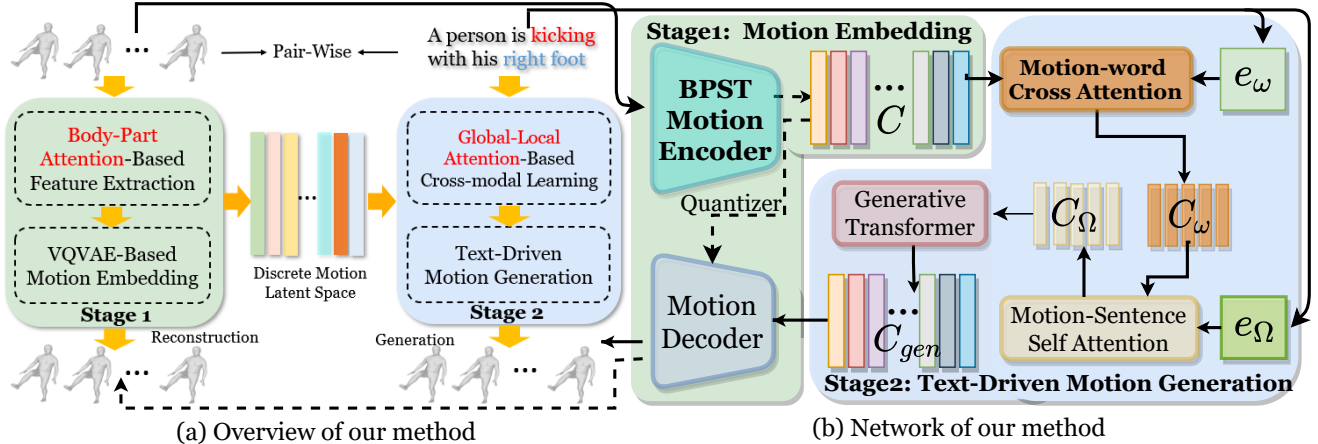 Pair-Wise
A person is kicking
with his right foot
Body-Part
Attention-Based
Feature Extraction
VQVAE-Based
Motion Embedding
Stage 1
Reconstruction
Discrete Motion
Latent Space
Global-Local
Attention-Based
Cross-modal Learning
Text-Driven
Motion Generation
Stage 2
Generation
(a) Overview of our method
Stage1: Motion Embedding
BPST
Motion
Encoder
C
Motion-word
Cross Attention
e_ω
Quantizer
Generative
Transformer
C_Ω
C_ω
Motion
Decoder
C_gen
Motion-Sentence
Self Attention
e_Ω
Stage2: Text-Driven Motion Generation
(b) Network of our method